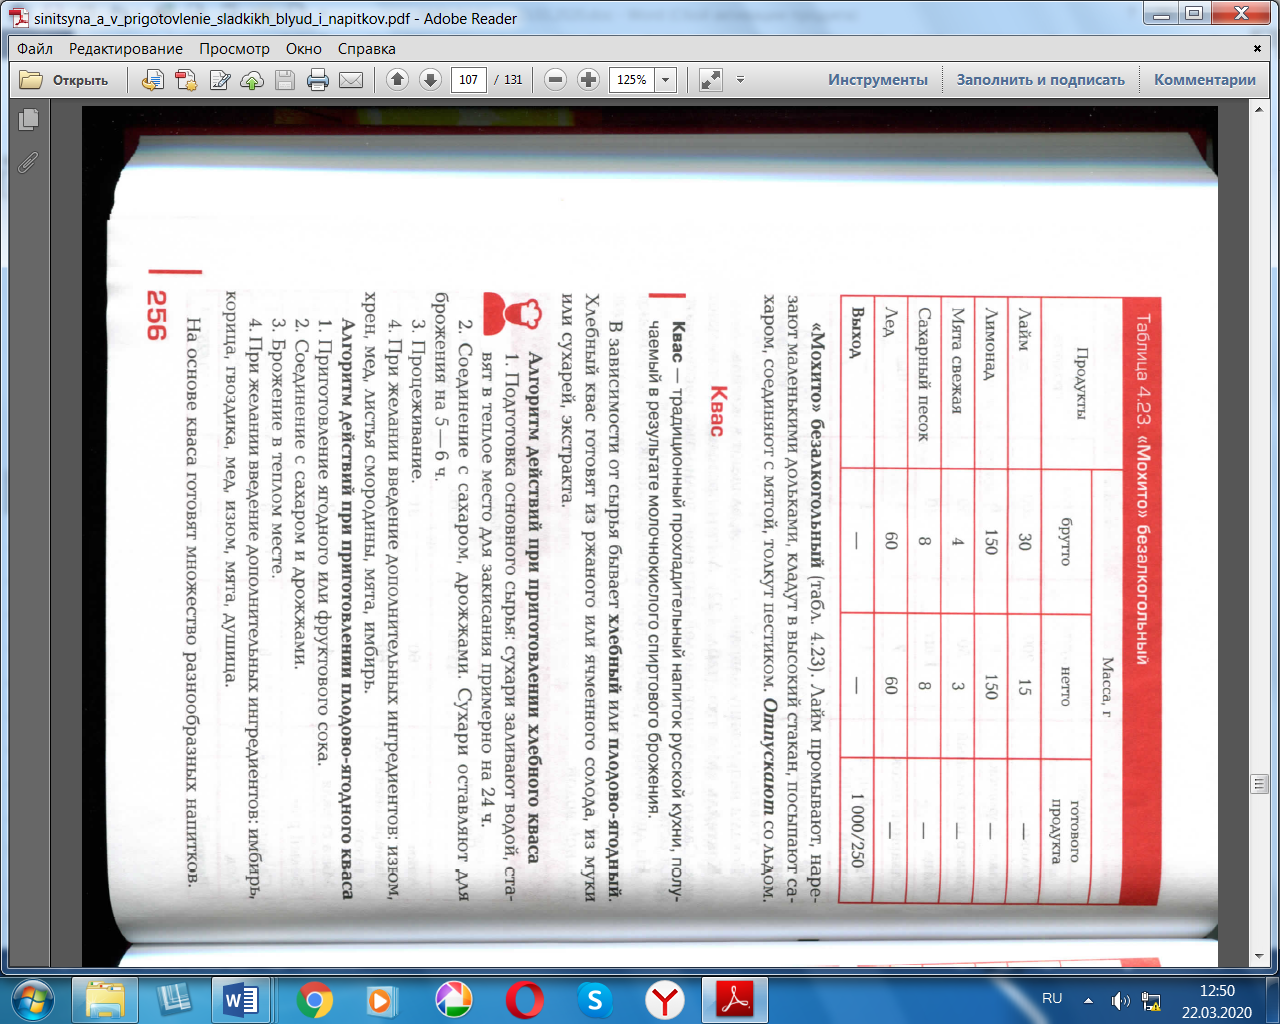 sinitsyna_a_v_prigotovlenie_sladkikh_blyud_i_napitkov.pdf - Adobe Reader
Файл Редактирование Просмотр Окно Справка
Открыть 107 / 131 125% Инструменты Заполнить и подписать Комментарии
Таблица 4.23. «Мохито» безалкогольный
Продукты Масса, г
брутто нетто готового продукта
Лайм 30 15 —
Лимонад 150 150 —
Мята свежая 4 3 —
Сахарный песок 8 8 —
Лед 60 60 —
Выход — — 1 000/250
«Мохито» безалкогольный (табл. 4.23). Лайм промывают, наре-
зают маленькими дольками, кладут в высокий стакан, посыпают са-
харом, соединяют с мятой, толкут пестиком. Отпускают со льдом.
Квас
Квас — традиционный прохладительный напиток русской кухни, полу-
чаемый в результате молочнокислого спиртового брожения.
В зависимости от сырья бывает хлебный или плодово-ягодный.
Хлебный квас готовят из ржаного или ячменного солода, из муки
или сухарей, экстракта.
Алгоритм действий при приготовлении хлебного кваса
1. Подготовка основного сырья: сухари заливают водой, ста-
вят в теплое место для закисания примерно на 24 ч.
2. Соединение с сахаром, дрожжами. Сухари оставляют для
брожения на 5—6 ч.
3. Процеживание.
4. При желании введение дополнительных ингредиентов: изюм,
хрен, мед, листья смородины, мята, имбирь.
Алгоритм действий при приготовлении плодово-ягодного кваса
1. Приготовление ягодного или фруктового сока.
2. Соединение с сахаром и дрожжами.
3. Брожение в теплом месте.
4. При желании введение дополнительных ингредиентов: имбирь,
корица, гвоздика, мед, изюм, мята, душица.
На основе кваса готовят множество разнообразных напитков.
256
RU 12:50
22.03.2020